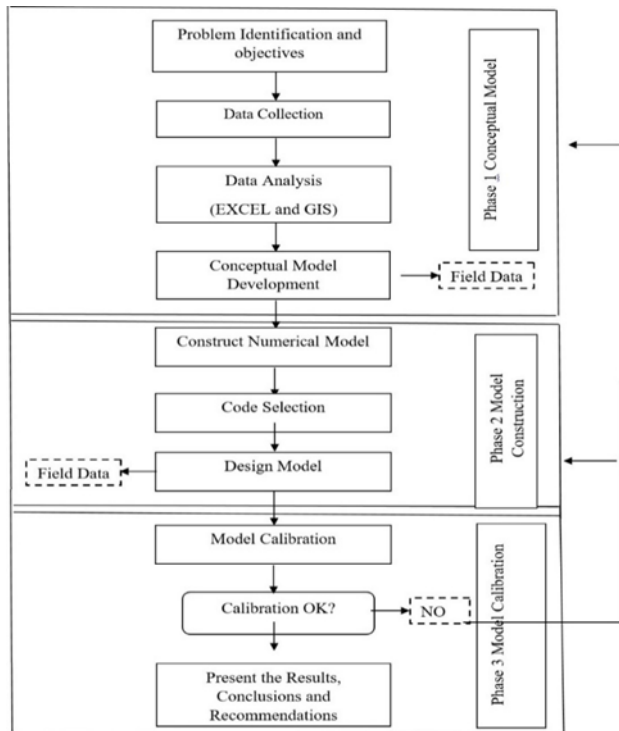 Problem Identification and
objectives
Data Collection
Data Analysis
(EXCEL and GIS)
Conceptual Model
Development
Field Data
Phase 1 Conceptual Model
Construct Numerical Model
Code Selection
Design Model
Field Data
Phase 2 Model
Construction
Model Calibration
Calibration OK?
NO
Present the Results,
Conclusions and
Recommendations
Phase 3 Model Calibration